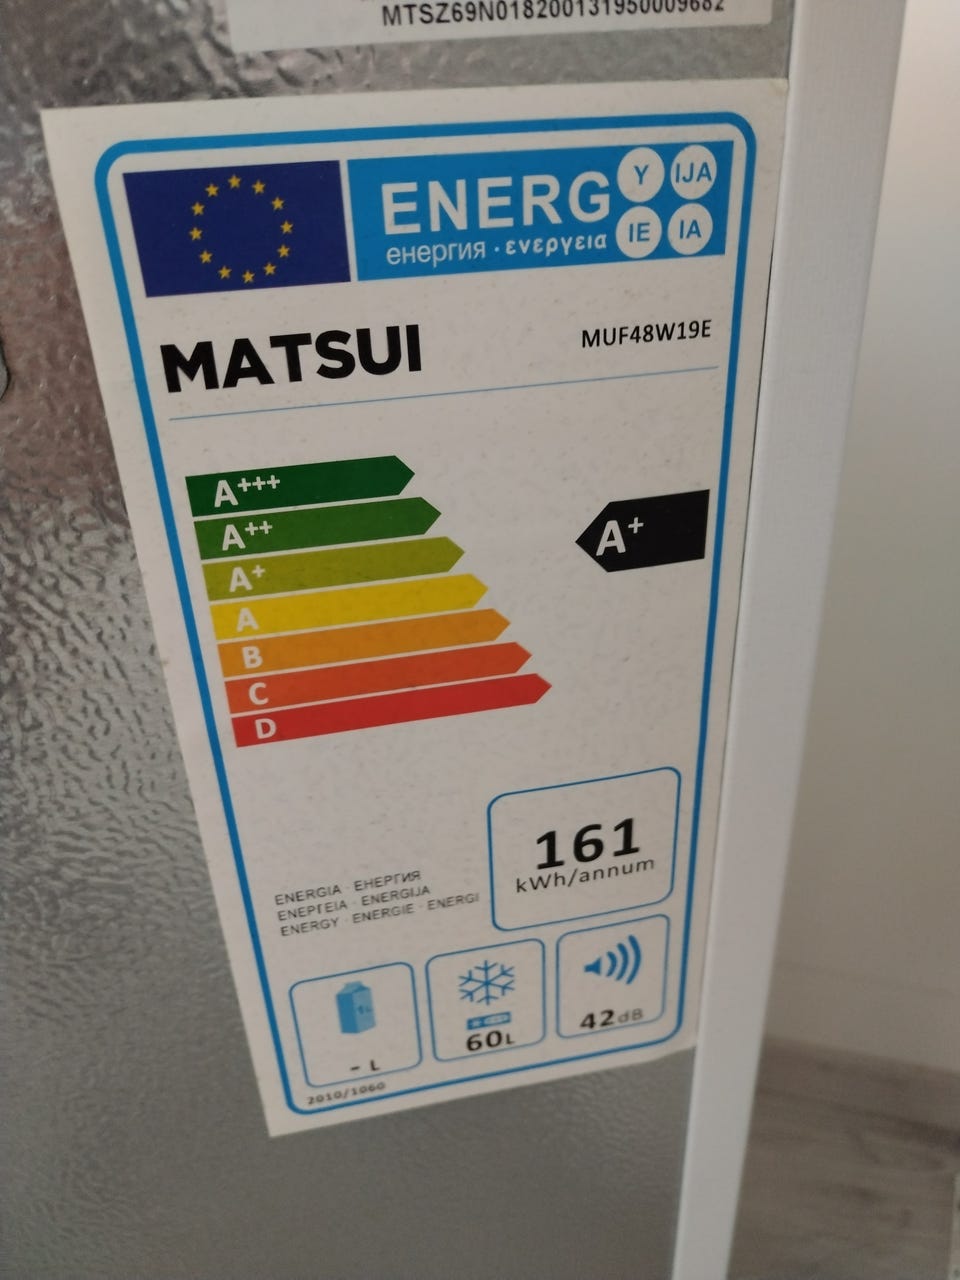 MTSZ69N018200131950009682
ENERG Y IJA IE IA
енергия · ενεργεια
MATSUI
MUF48W19E
A+++
A++
A+
A
B
C
D
A+
161
kWh/annum
ENERGIA · ЕНЕРГИЯ
ΕΝΕΡΓΕΙΑ · ENERGIJA
ENERGY · ENERGIE · ENERGI
- L
60L
42dB
2010/1060